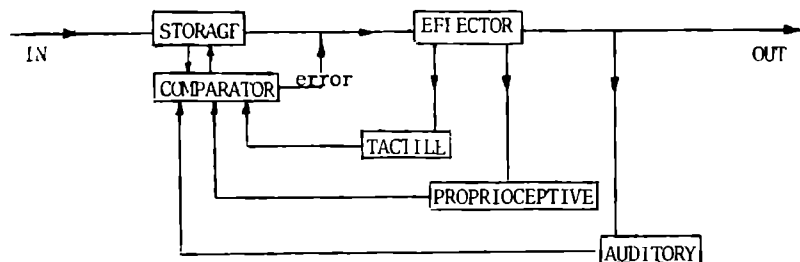 STORAGE
EFFECTOR
IN
OUT
error
COMPARATOR
TACTILE
PROPRIOCEPTIVE
AUDITORY